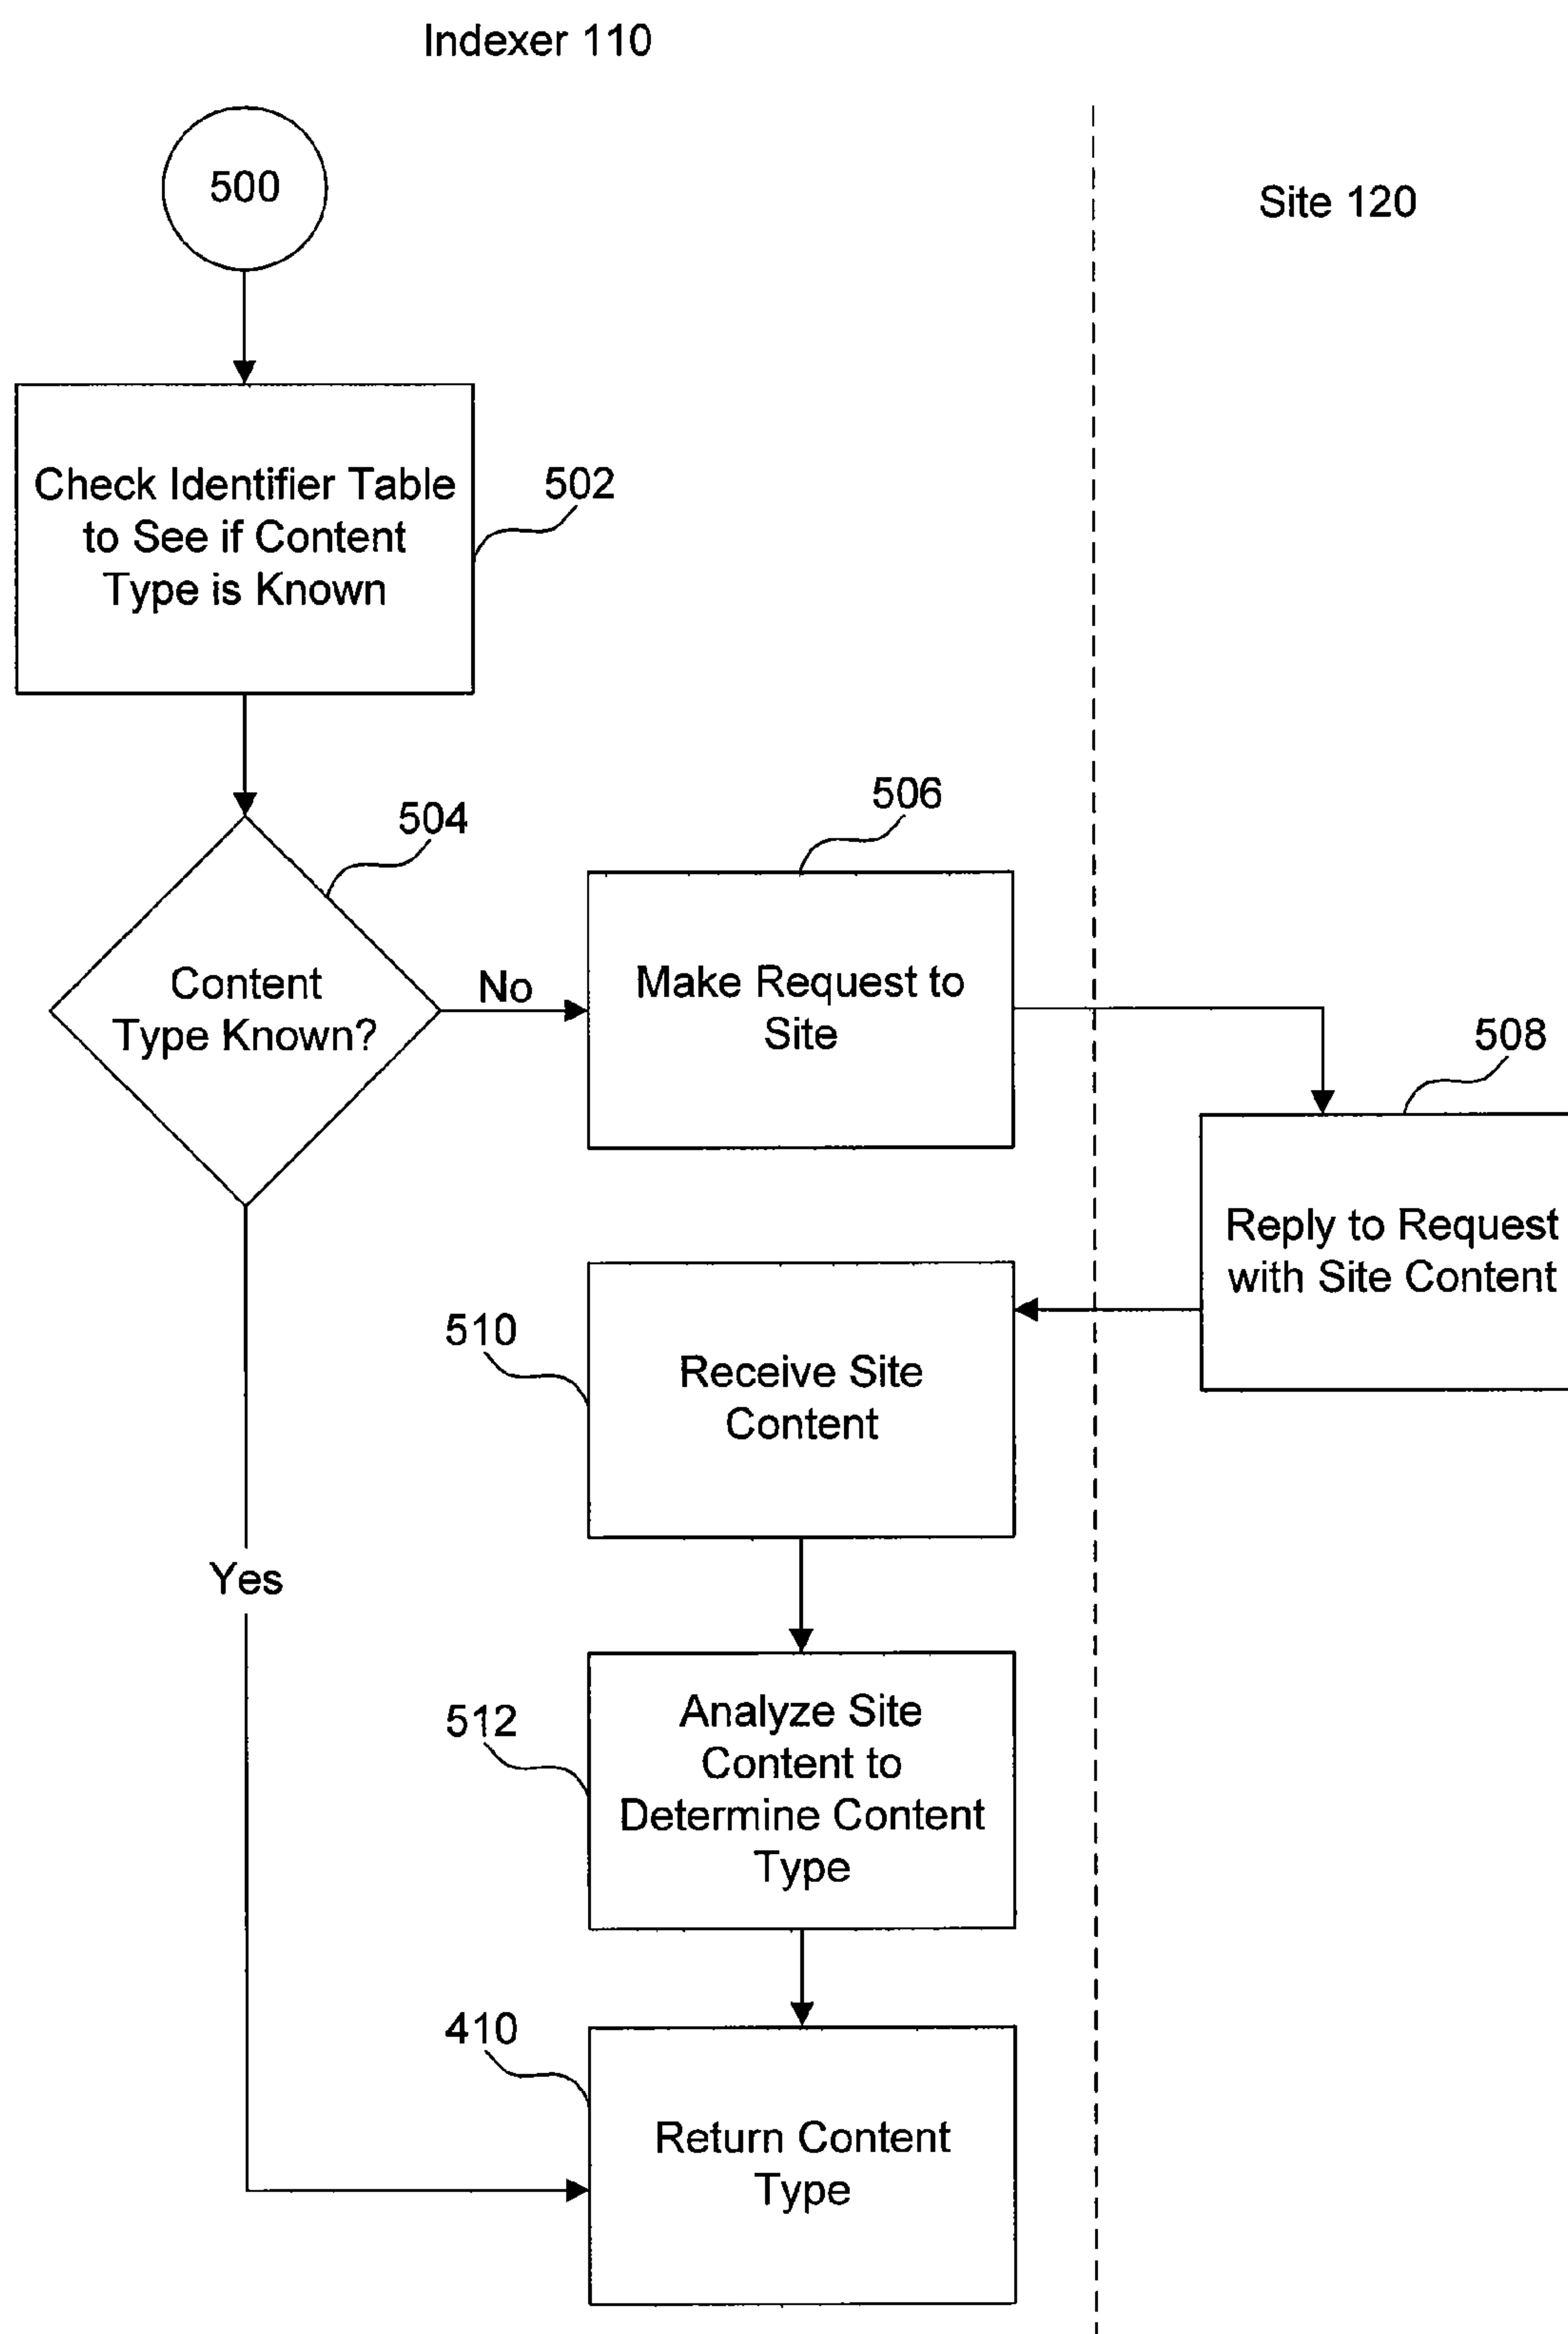 Indexer 110
500
Site 120
Check Identifier Table
to See if Content
Type is Known
502
504
506
Content
Type Known?
No
Make Request to
Site
508
Reply to Request
with Site Content
510
Receive Site
Content
Yes
512
Analyze Site
Content to
Determine Content
Type
410
Return Content
Type